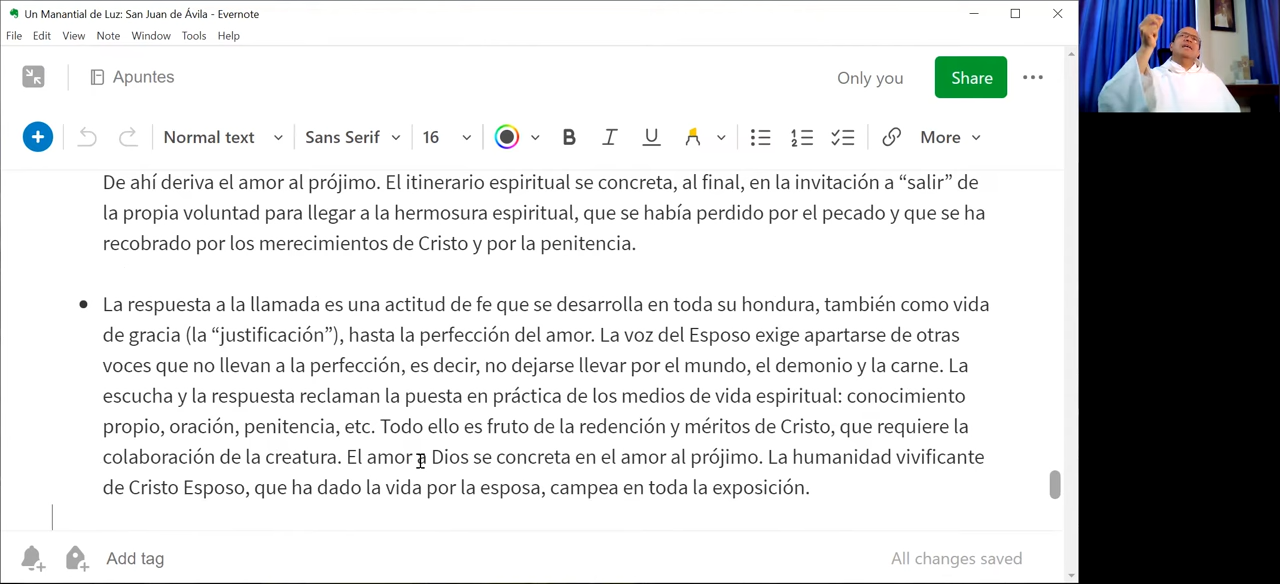 Un Manantial de Luz: San Juan de Ávila - Evernote
File Edit View Note Window Tools Help
Apuntes
Only you
Share
Normal text
Sans Serif
16
B
I
U
A
More
De ahí deriva el amor al prójimo. El itinerario espiritual se concreta, al final, en la invitación a “salir” de
la propia voluntad para llegar a la hermosura espiritual, que se había perdido por el pecado y que se ha
recobrado por los merecimientos de Cristo y por la penitencia.
La respuesta a la llamada es una actitud de fe que se desarrolla en toda su hondura, también como vida
de gracia (la “justificación”), hasta la perfección del amor. La voz del Esposo exige apartarse de otras
voces que no llevan a la perfección, es decir, no dejarse llevar por el mundo, el demonio y la carne. La
escucha y la respuesta reclaman la puesta en práctica de los medios de vida espiritual: conocimiento
propio, oración, penitencia, etc. Todo ello es fruto de la redención y méritos de Cristo, que requiere la
colaboración de la creatura. El amor a Dios se concreta en el amor al prójimo. La humanidad vivificante
de Cristo Esposo, que ha dado la vida por la esposa, campea en toda la exposición.
Add tag
All changes saved